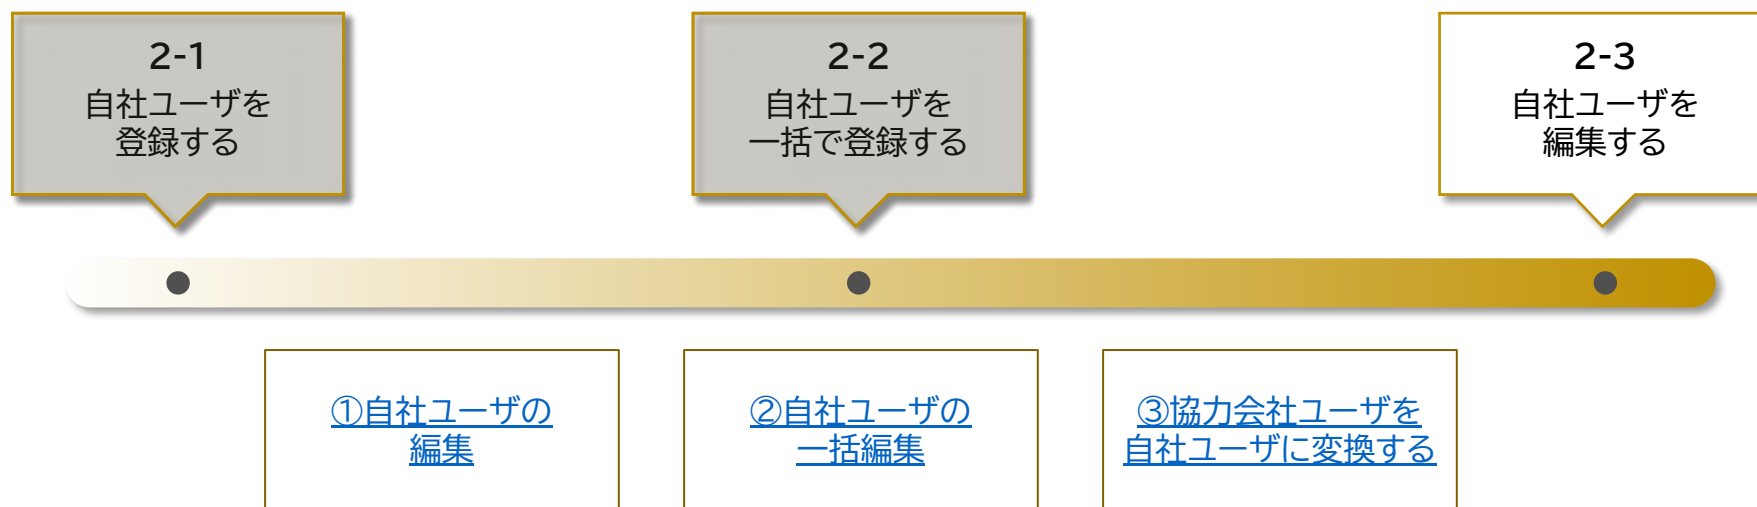 2-1
自社ユーザを
登録する
2-2
自社ユーザを
一括で登録する
2-3
自社ユーザを
編集する
①自社ユーザの
編集
②自社ユーザの
一括編集
③協力会社ユーザを
自社ユーザに変換する